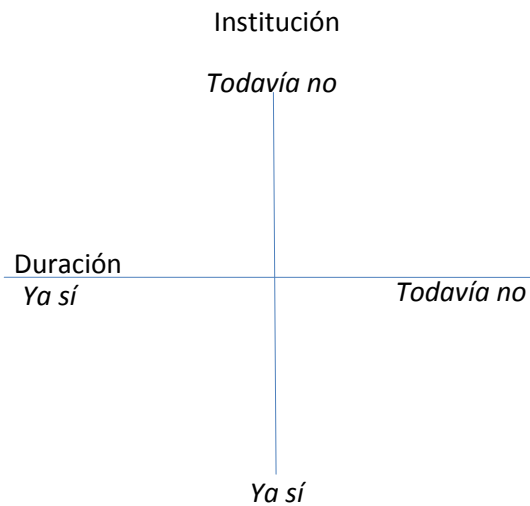 Institución
Todavía no
Duración
Ya sí
Todavía no
Ya sí